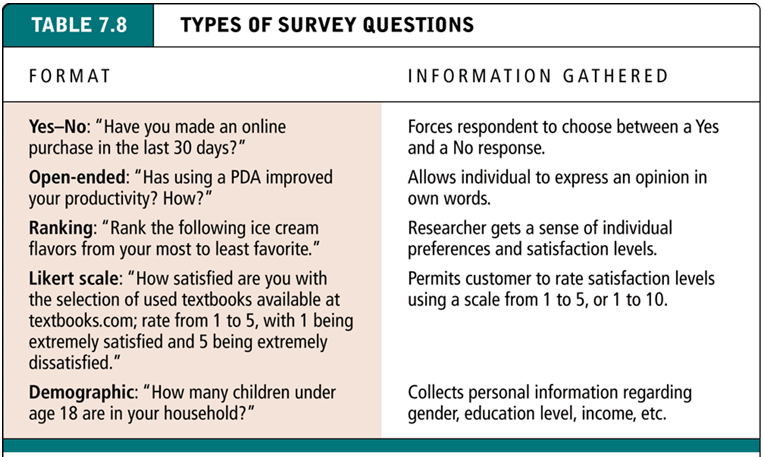 TABLE 7.8 TYPES OF SURVEY QUESTIONS
FORMAT INFORMATION GATHERED
Yes–No: “Have you made an online
purchase in the last 30 days?”
Forces respondent to choose between a Yes
and a No response.
Open-ended: “Has using a PDA improved
your productivity? How?”
Allows individual to express an opinion in
own words.
Ranking: “Rank the following ice cream
flavors from your most to least favorite.”
Researcher gets a sense of individual
preferences and satisfaction levels.
Likert scale: “How satisfied are you with
the selection of used textbooks available at
textbooks.com; rate from 1 to 5, with 1 being
extremely satisfied and 5 being extremely
dissatisfied.”
Permits customer to rate satisfaction levels
using a scale from 1 to 5, or 1 to 10.
Demographic: “How many children under
age 18 are in your household?”
Collects personal information regarding
gender, education level, income, etc.